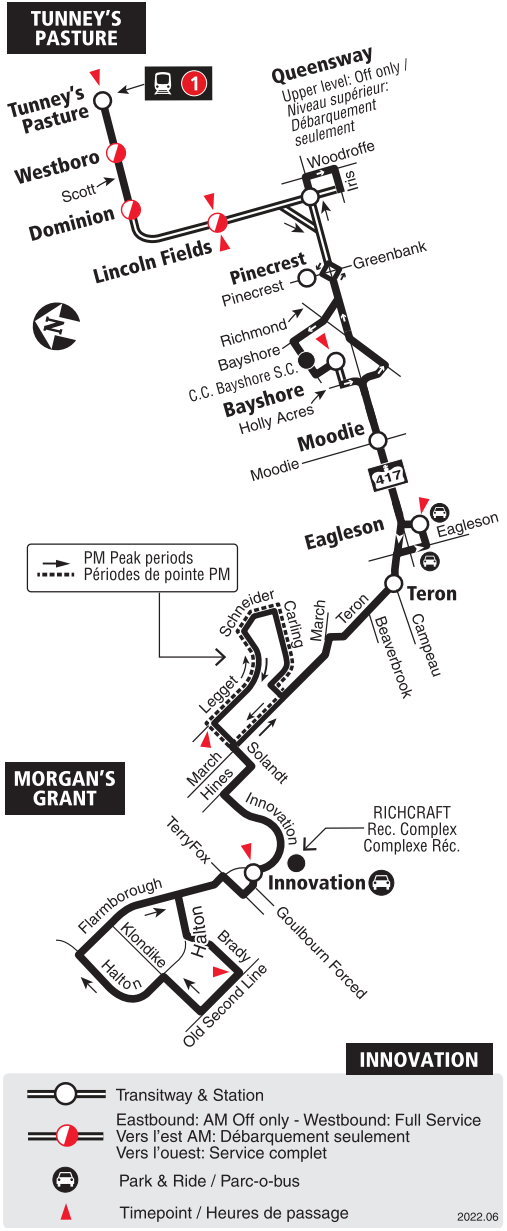 TUNNEY'S
PASTURE
Queensway
Upper level: Off only /
Niveau supérieur:
Débarquement
seulement
1
Tunney's
Pasture
Woodroffe
Iris
Westboro
Scott
Dominion
Lincoln Fields
Pinecrest
Greenbank
Pinecrest
N
Richmond
Bayshore
C.C. Bayshore S.C.
Bayshore
Holly Acres
Moodie
Moodie
417
Eagleson
Eagleson
PM Peak periods
Périodes de pointe PM
Teron
Schneider
Carling
March
Teron
Beaverbrook
Campeau
Legget
March
Solandt
Hines
MORGAN'S
GRANT
Innovation
RICHCRAFT
Rec. Complex
Complexe Réc.
TerryFox
Innovation
Flamborough
Goulbourn Forced
Klondike
Halton
Brady
Halton
Old Second Line
INNOVATION
Transitway & Station
Eastbound: AM Off only - Westbound: Full Service
Vers l'est AM: Débarquement seulement
Vers l'ouest: Service complet
Park & Ride / Parc-o-bus
Timepoint / Heures de passage
2022.06